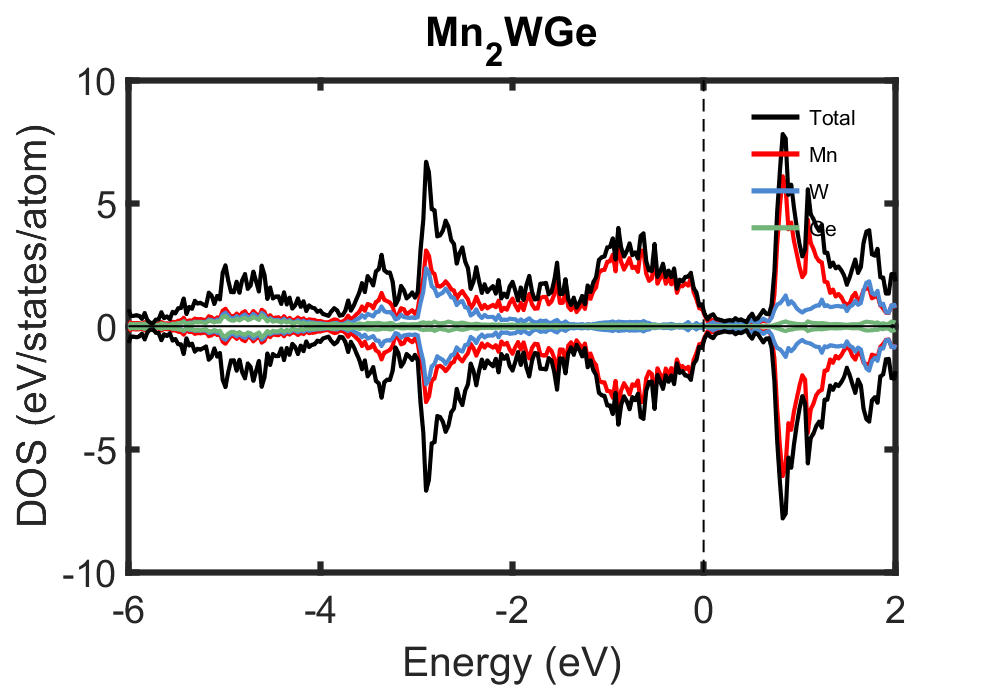 Mn2WGe
10
5
0
-5
-10
DOS (eV/states/atom)
Total
Mn
W
Ge
-6
-4
-2
0
2
Energy (eV)